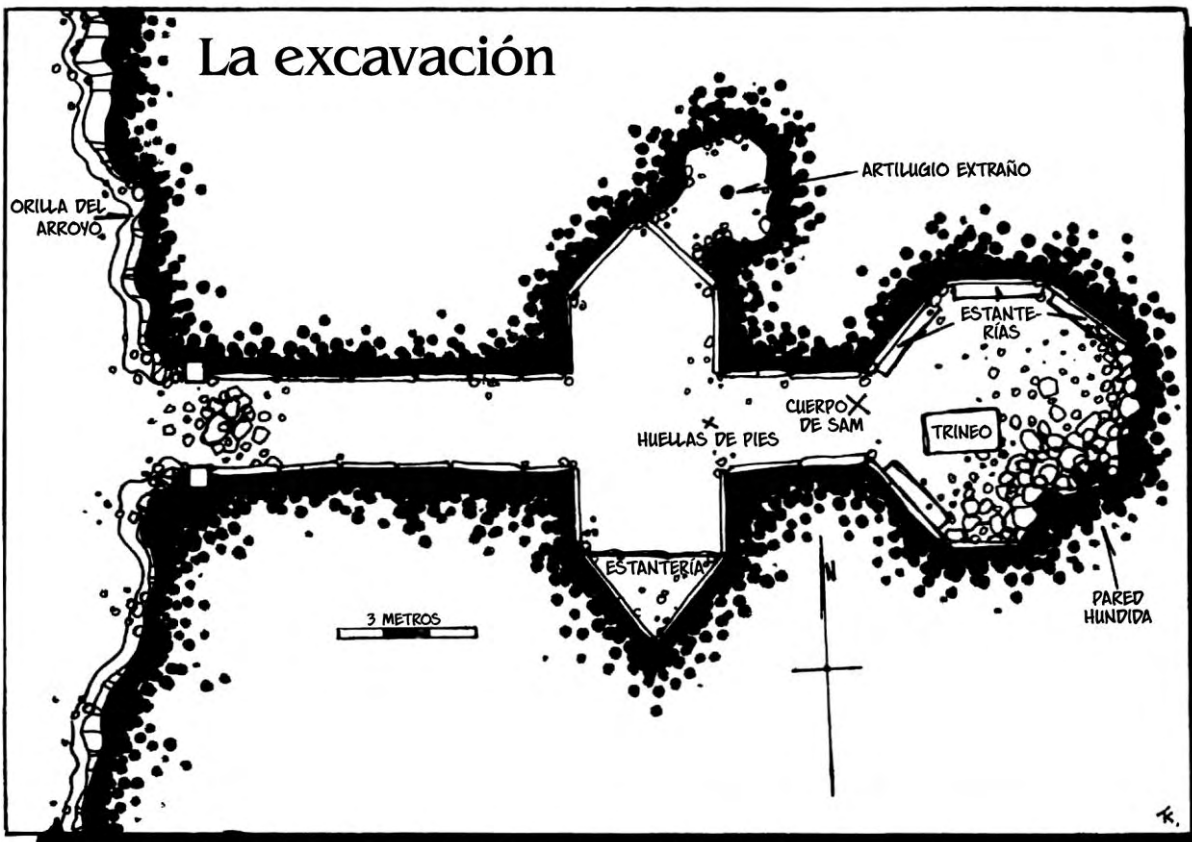 La excavación
ORILLA DEL
ARROYO
ARTILUGIO EXTRAÑO
ESTANTE-
RÍAS
CUERPO
DE SAM
HUELLAS DE PIES
TRINEO
ESTANTERÍA
3 METROS
N
PARED
HUNDIDA
TK.